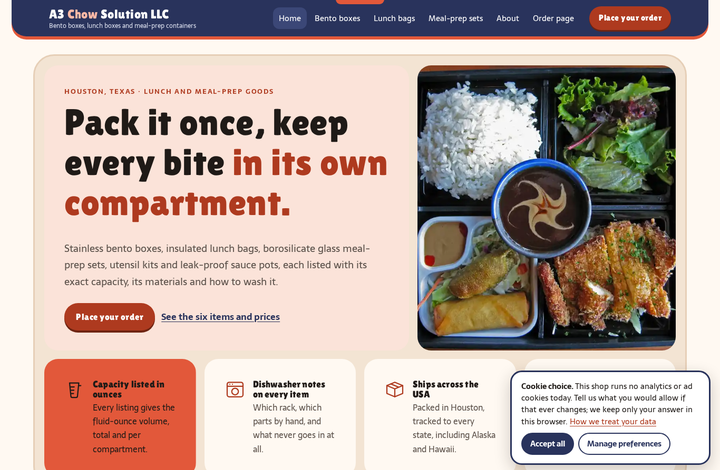 A3 Chow Solution LLC
Bento boxes, lunch boxes and meal-prep containers
Home
Bento boxes
Lunch bags
Meal-prep sets
About
Order page
Place your order
HOUSTON, TEXAS · LUNCH AND MEAL-PREP GOODS
Pack it once, keep
every bite in its own
compartment.
Stainless bento boxes, insulated lunch bags, borosilicate glass meal-
prep sets, utensil kits and leak-proof sauce pots, each listed with its
exact capacity, its materials and how to wash it.
Place your order
See the six items and prices
Capacity listed in
ounces
Every listing gives the
fluid-ounce volume,
total and per
compartment.
Dishwasher notes
on every item
Which rack, which
parts by hand, and
what never goes in at
all.
Ships across the
USA
Packed in Houston,
tracked to every
state, including Alaska
and Hawaii.
Cookie choice. This shop runs no analytics or ad
cookies today. Tell us what you would allow if
that ever changes; we keep only your answer in
this browser. How we treat your data
Accept all
Manage preferences